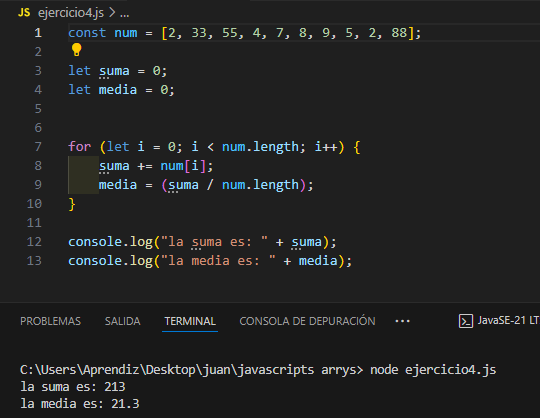 JS ejercicio4.js > ...
1 const num = [2, 33, 55, 4, 7, 8, 9, 5, 2, 88];
2
3 let suma = 0;
4 let media = 0;
5
6
7 for (let i = 0; i < num.length; i++) {
8 suma += num[i];
9 media = (suma / num.length);
10 }
11
12 console.log("la suma es: " + suma);
13 console.log("la media es: " + media);
PROBLEMAS SALIDA TERMINAL CONSOLA DE DEPURACIÓN ··· JavaSE-21 LT
C:\Users\Aprendiz\Desktop\juan\javascripts arrys> node ejercicio4.js
la suma es: 213
la media es: 21.3